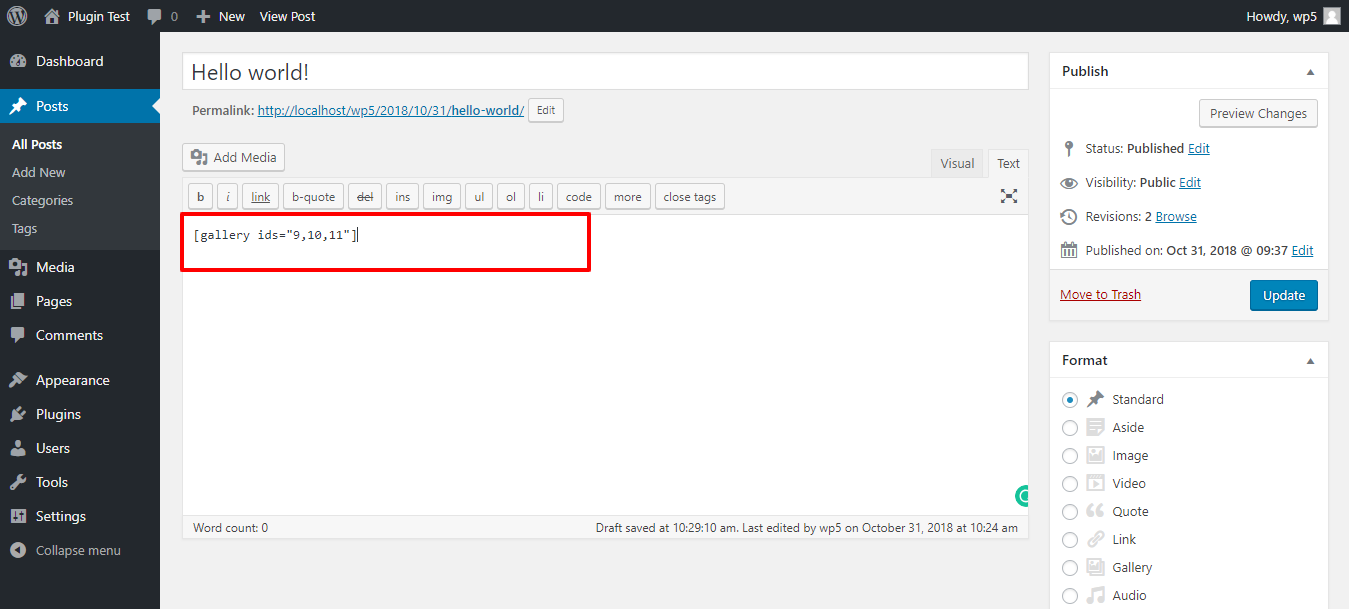 Plugin Test 0 New View Post Howdy, wp5
Dashboard
Posts
All Posts
Add New
Categories
Tags
Media
Pages
Comments
Appearance
Plugins
Users
Tools
Settings
Collapse menu
Hello world!
Permalink: http://localhost/wp5/2018/10/31/hello-world/ Edit
Add Media
Visual Text
b i link b-quote del ins img ul ol li code more close tags
[gallery ids="9,10,11"]
Word count: 0 Draft saved at 10:29:10 am. Last edited by wp5 on October 31, 2018 at 10:24 am
Publish
Preview Changes
Status: Published Edit
Visibility: Public Edit
Revisions: 2 Browse
Published on: Oct 31, 2018 @ 09:37 Edit
Move to Trash Update
Format
Standard
Aside
Image
Video
Quote
Link
Gallery
Audio